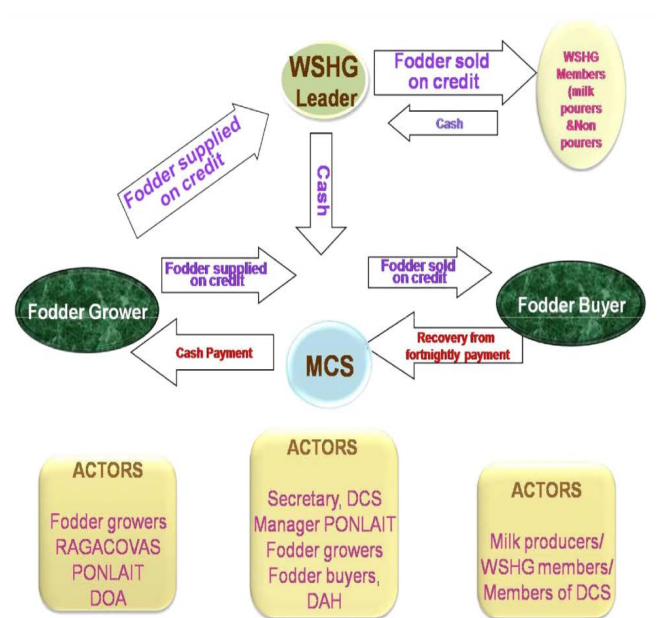 WSHG
Leader
Fodder sold
on credit
Cash
WSHG
Members
(milk
pourers
&Non
pourers
Fodder supplied
on credit
Cash
Fodder Grower
Fodder supplied
on credit
Fodder sold
on credit
Fodder Buyer
Cash Payment
MCS
Recovery from
fortnightly payment
ACTORS
Fodder growers
RAGACOVAS
PONLAIT
DOA
ACTORS
Secretary, DCS
Manager PONLAIT
Fodder growers
Fodder buyers,
DAH
ACTORS
Milk producers/
WSHG members/
Members of DCS